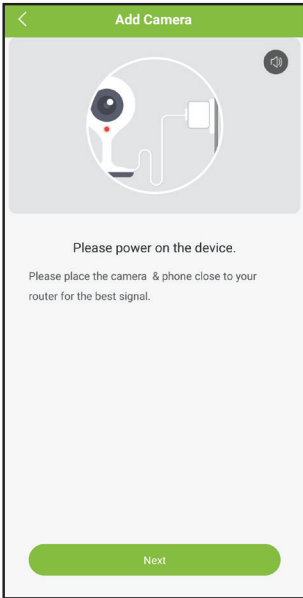 Add Camera
Please power on the device.
Please place the camera & phone close to your
router for the best signal.
Next